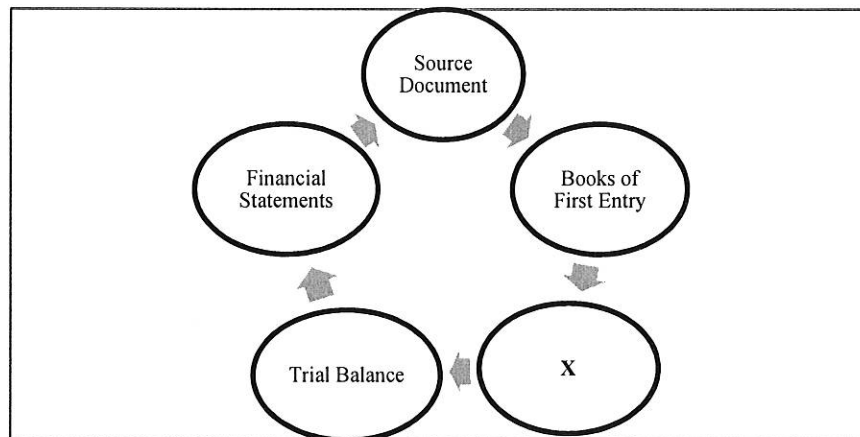 Source
Document
Books of
First Entry
X
Trial Balance
Financial
Statements